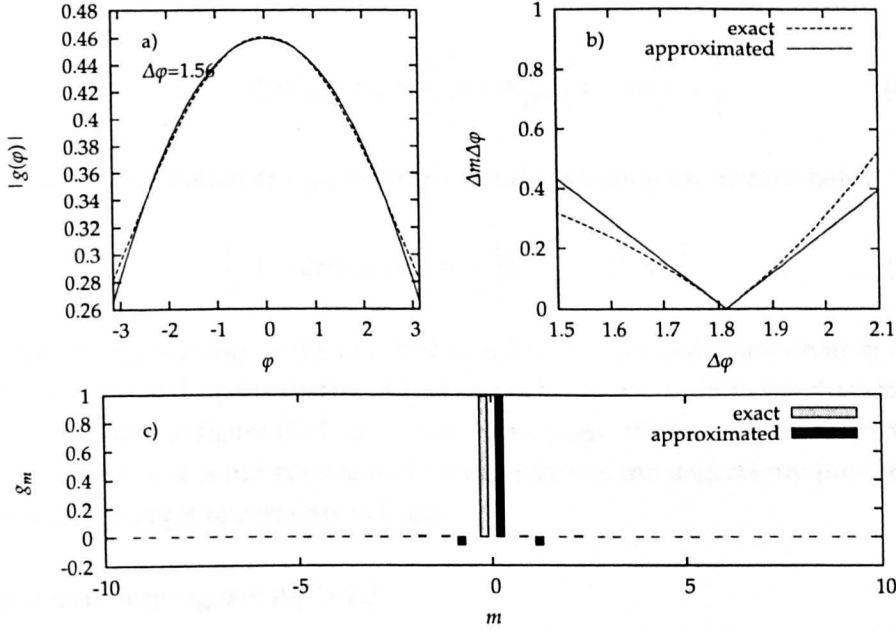 0.48
0.46
0.44
0.42
0.4
0.38
0.36
0.34
0.32
0.3
0.28
0.26
|g(φ)|
a)
Δφ=1.56
-3 -2 -1 0 1 2 3
φ
1
0.8
0.6
0.4
0.2
0
ΔmΔφ
b)
exact
approximated
1.5 1.6 1.7 1.8 1.9 2 2.1
Δφ
1
0.8
0.6
0.4
0.2
0
-0.2
g_m
c)
exact
approximated
-10 -5 0 5 10
m